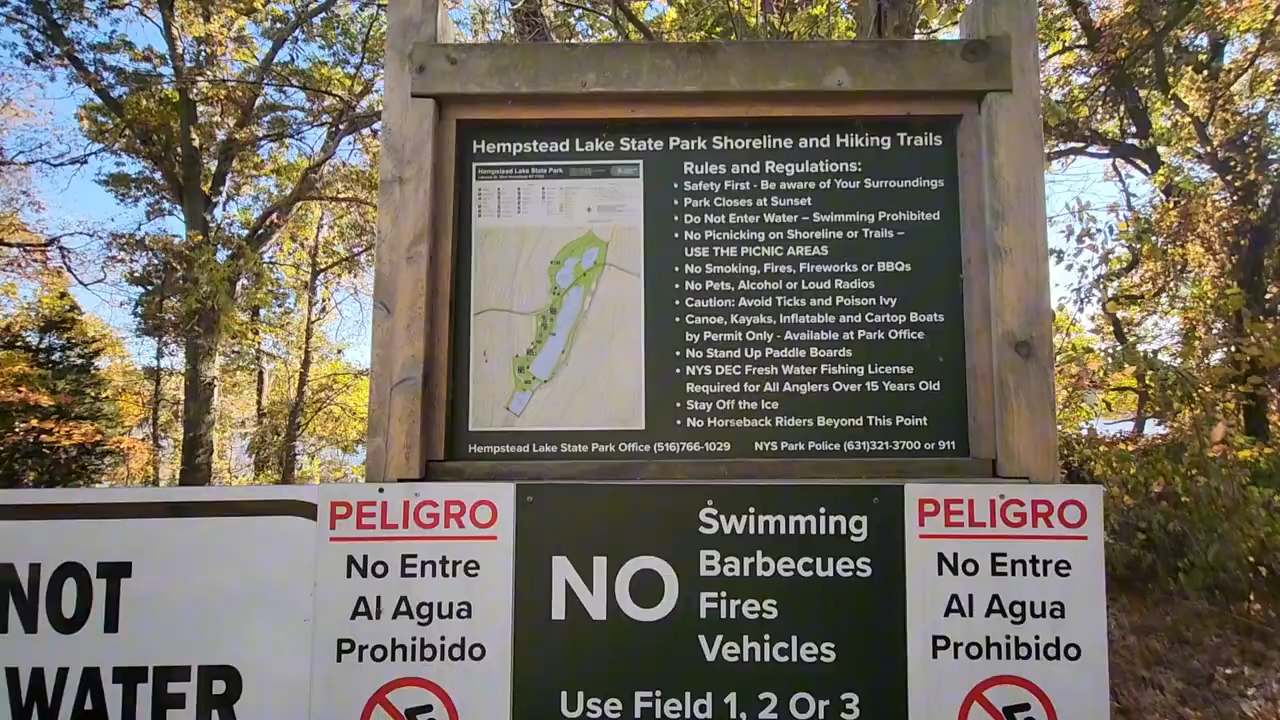 Hempstead Lake State Park Shoreline and Hiking Trails
Hempstead Lake State Park
Rules and Regulations:
• Safety First - Be aware of Your Surroundings
• Park Closes at Sunset
• Do Not Enter Water – Swimming Prohibited
• No Picnicking on Shoreline or Trails –
USE THE PICNIC AREAS
• No Smoking, Fires, Fireworks or BBQs
• No Pets, Alcohol or Loud Radios
• Caution: Avoid Ticks and Poison Ivy
• Canoe, Kayaks, Inflatable and Cartop Boats
by Permit Only - Available at Park Office
• No Stand Up Paddle Boards
• NYS DEC Fresh Water Fishing License
Required for All Anglers Over 15 Years Old
• Stay Off the Ice
• No Horseback Riders Beyond This Point
Hempstead Lake State Park Office (516)766-1029
NYS Park Police (631)321-3700 or 911
NOT
WATER
PELIGRO
No Entre
Al Agua
Prohibido
NO
Swimming
Barbecues
Fires
Vehicles
Use Field 1, 2 Or 3
PELIGRO
No Entre
Al Agua
Prohibido